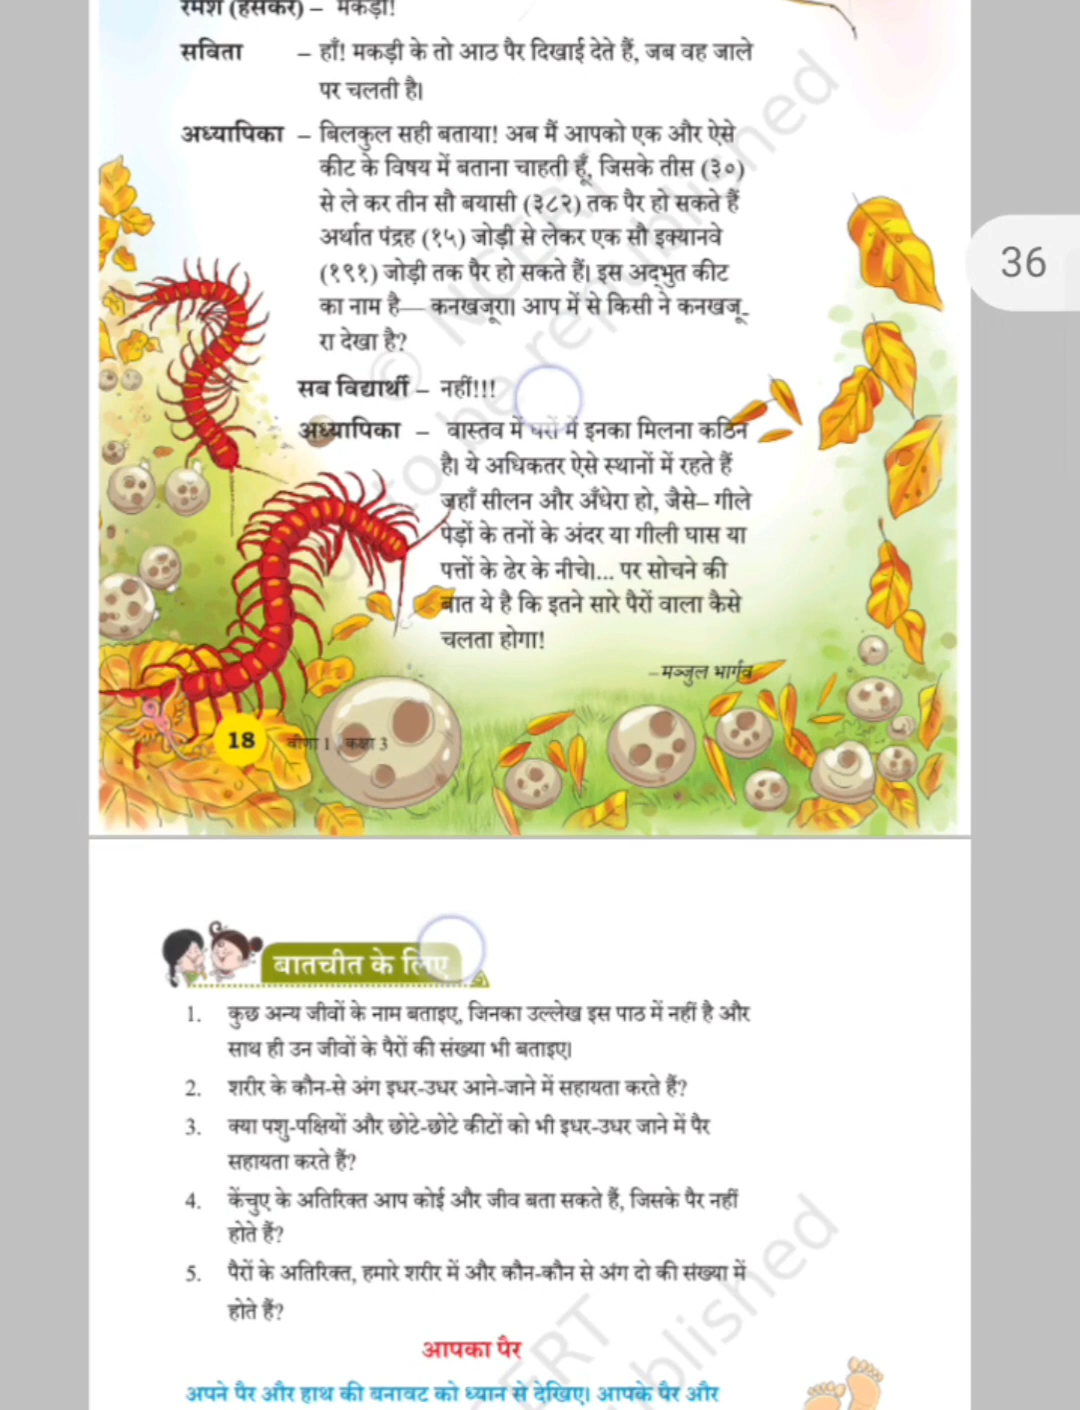 रमेश (हँसकर) – मकड़ी!
सविता – हाँ! मकड़ी के तो आठ पैर दिखाई देते हैं, जब वह जाले
पर चलती है।
अध्यापिका – बिलकुल सही बताया! अब मैं आपको एक और ऐसे
कीट के विषय में बताना चाहती हूँ, जिसके तीस (३०)
से ले कर तीन सौ बयासी (३८२) तक पैर हो सकते हैं
अर्थात पंद्रह (१५) जोड़ी से लेकर एक सौ इक्यानवे
(१९१) जोड़ी तक पैर हो सकते हैं। इस अद्भुत कीट
का नाम है— कनखजूरा। आप में से किसी ने कनखजू-
रा देखा है?
सब विद्यार्थी – नहीं!!!
अध्यापिका – वास्तव में घरों में इनका मिलना कठिन
है। ये अधिकतर ऐसे स्थानों में रहते हैं
जहाँ सीलन और अँधेरा हो, जैसे– गीले
पेड़ों के तनों के अंदर या गीली घास या
पत्तों के ढेर के नीचे।... पर सोचने की
बात ये है कि इतने सारे पैरों वाला कैसे
चलता होगा!
–मञ्जुल भार्गव
18 वीणा 1 , कक्षा 3
36
© NCERT
not to be republished
बातचीत के लिए
1. कुछ अन्य जीवों के नाम बताइए, जिनका उल्लेख इस पाठ में नहीं है और
साथ ही उन जीवों के पैरों की संख्या भी बताइए।
2. शरीर के कौन-से अंग इधर-उधर आने-जाने में सहायता करते हैं?
3. क्या पशु-पक्षियों और छोटे-छोटे कीटों को भी इधर-उधर जाने में पैर
सहायता करते हैं?
4. केंचुए के अतिरिक्त आप कोई और जीव बता सकते हैं, जिसके पैर नहीं
होते हैं?
5. पैरों के अतिरिक्त, हमारे शरीर में और कौन-कौन से अंग दो की संख्या में
होते हैं?
आपका पैर
अपने पैर और हाथ की बनावट को ध्यान से देखिए। आपके पैर और